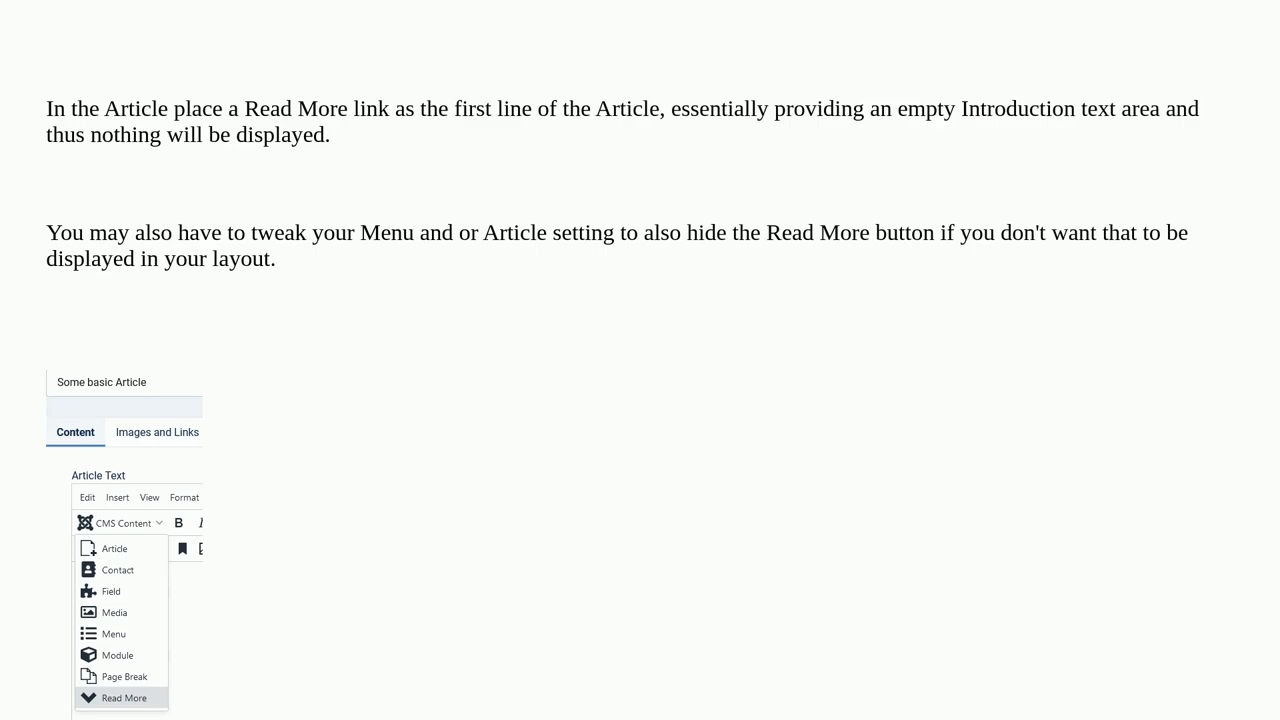 In the Article place a Read More link as the first line of the Article, essentially providing an empty Introduction text area and
thus nothing will be displayed.
You may also have to tweak your Menu and or Article setting to also hide the Read More button if you don't want that to be
displayed in your layout.
Some basic Article
Content Images and Links
Article Text
Edit Insert View Format
CMS Content B I
Article
Contact
Field
Media
Menu
Module
Page Break
Read More